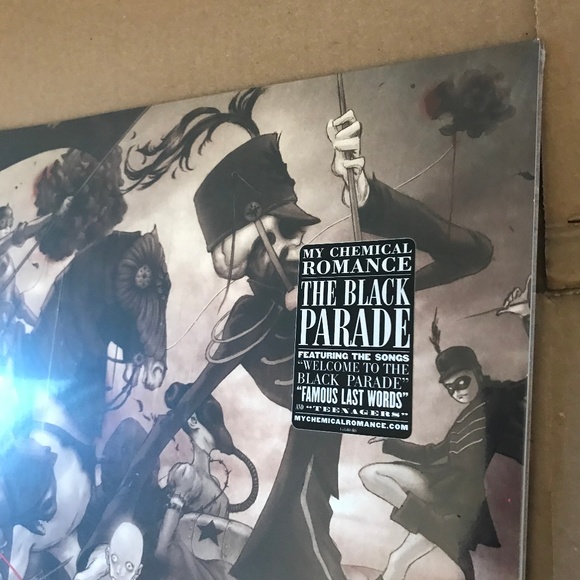 MY CHEMICAL
ROMANCE
THE BLACK
PARADE
FEATURING THE SONGS
"WELCOME TO THE
BLACK PARADE"
"FAMOUS LAST WORDS"
AND "TEENAGERS"
MYCHEMICALROMANCE.COM